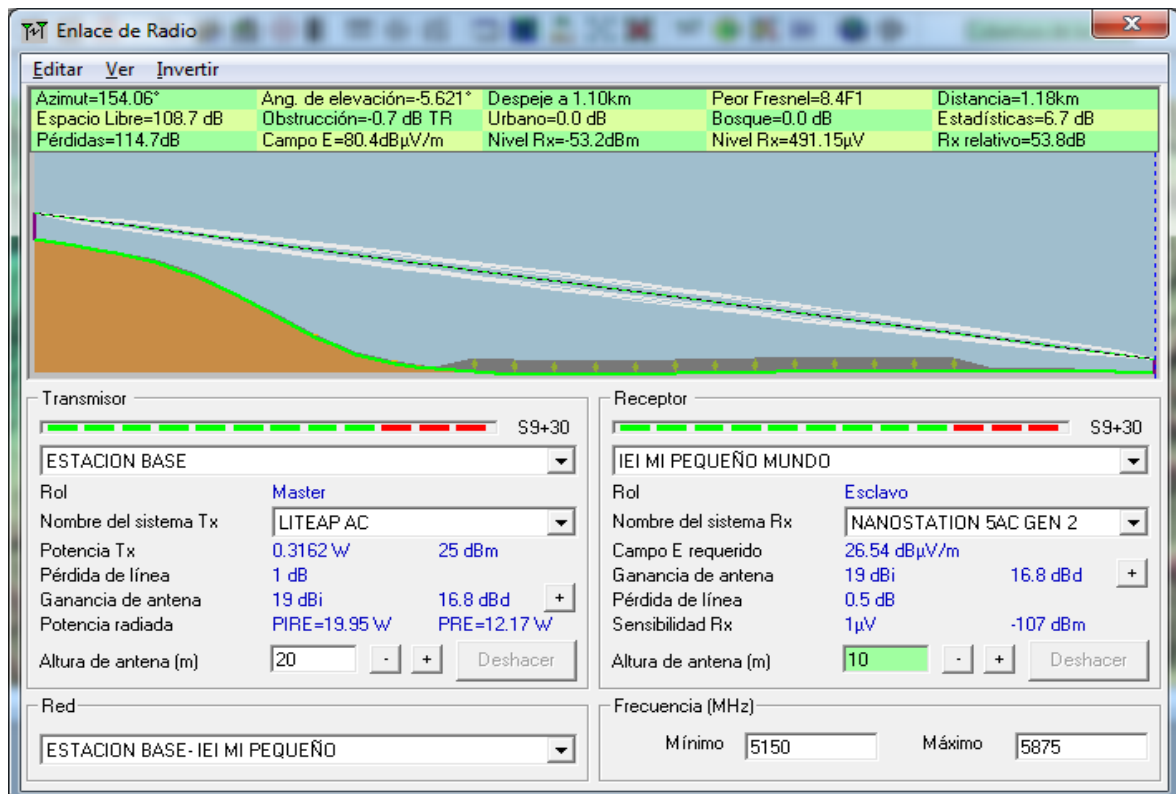 Enlace de Radio
Editar Ver Invertir
Azimut=154.06° Ang. de elevación=-5.621° Despeje a 1.10km Peor Fresnel=8.4F1 Distancia=1.18km
Espacio Libre=108.7 dB Obstrucción=-0.7 dB TR Urbano=0.0 dB Bosque=0.0 dB Estadísticas=6.7 dB
Pérdidas=114.7dB Campo E=80.4dBµV/m Nivel Rx=-53.2dBm Nivel Rx=491.15µV Rx relativo=53.8dB
Transmisor
S9+30
ESTACION BASE
Rol Master
Nombre del sistema Tx LITEAP AC
Potencia Tx 0.3162 W 25 dBm
Pérdida de línea 1 dB
Ganancia de antena 19 dBi 16.8 dBd +
Potencia radiada PIRE=19.95 W PRE=12.17 W
Altura de antena (m) 20 - + Deshacer
Red
ESTACION BASE- IEI MI PEQUEÑO
Receptor
S9+30
IEI MI PEQUEÑO MUNDO
Rol Esclavo
Nombre del sistema Rx NANOSTATION 5AC GEN 2
Campo E requerido 26.54 dBµV/m
Ganancia de antena 19 dBi 16.8 dBd +
Pérdida de línea 0.5 dB
Sensibilidad Rx 1µV -107 dBm
Altura de antena (m) 10 - + Deshacer
Frecuencia (MHz)
Mínimo 5150 Máximo 5875